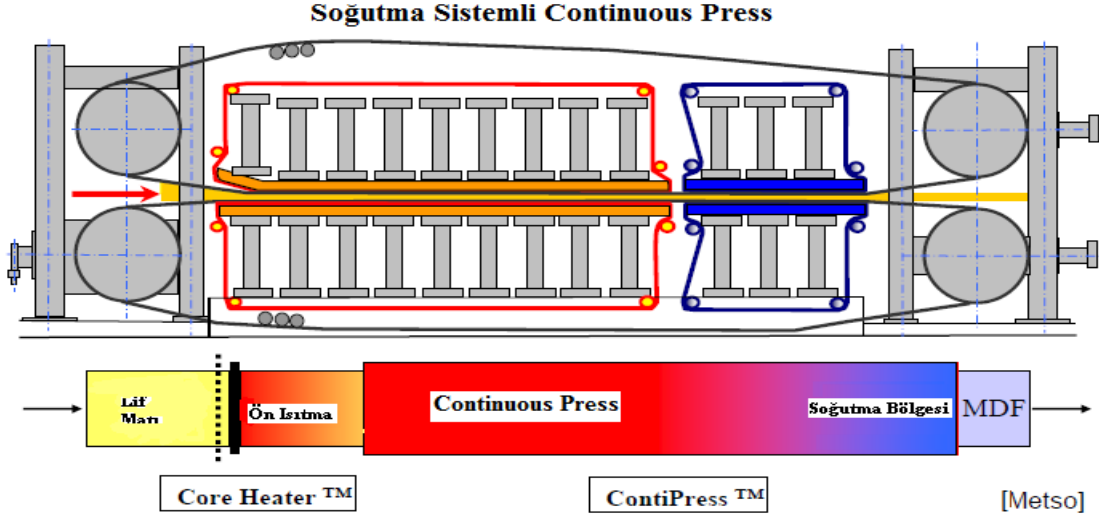 Soğutma Sistemli Continuous Press
Lif
Matı
Ön Isıtma
Continuous Press
Soğutma Bölgesi
MDF
Core Heater ™
ContiPress ™
[Metso]